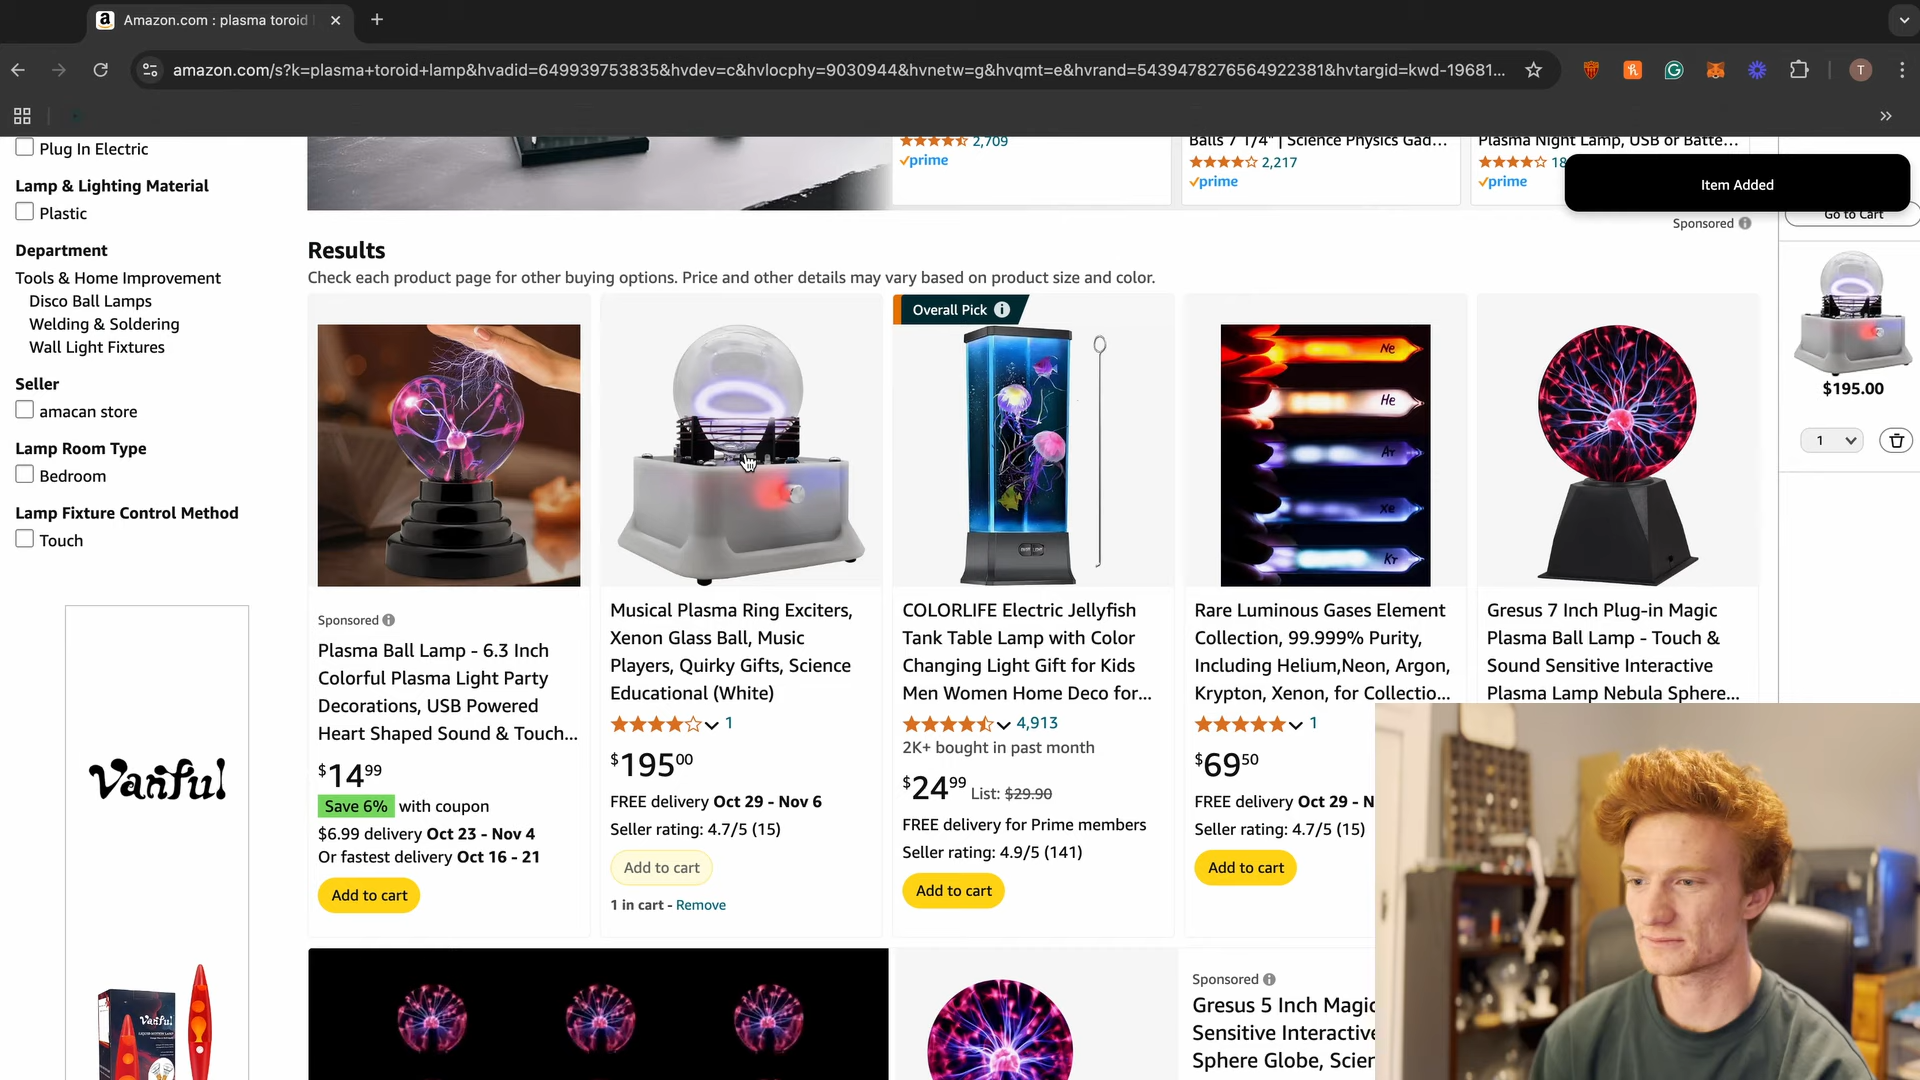 Amazon.com : plasma toroid
amazon.com/s?k=plasma+toroid+lamp&hvadid=649939753835&hvdev=c&hvlocphy=9030944&hvnetw=g&hvqmt=e&hvrand=5439478276564922381&hvtargid=kwd-19681...
T
Plug In Electric
Lamp & Lighting Material
Plastic
Department
Tools & Home Improvement
Disco Ball Lamps
Welding & Soldering
Wall Light Fixtures
Seller
amacan store
Lamp Room Type
Bedroom
Lamp Fixture Control Method
Touch
Vanful
Vanful
2,709
prime
Balls 7 1/4" | Science Physics Gad...
2,217
prime
Plasma Night Lamp, USB or Batte...
18
prime
Item Added
Sponsored
Go to Cart
$195.00
1
Results
Check each product page for other buying options. Price and other details may vary based on product size and color.
Sponsored
Plasma Ball Lamp - 6.3 Inch
Colorful Plasma Light Party
Decorations, USB Powered
Heart Shaped Sound & Touch...
$14 99
Save 6% with coupon
$6.99 delivery Oct 23 - Nov 4
Or fastest delivery Oct 16 - 21
Add to cart
Musical Plasma Ring Exciters,
Xenon Glass Ball, Music
Players, Quirky Gifts, Science
Educational (White)
1
$195 00
FREE delivery Oct 29 - Nov 6
Seller rating: 4.7/5 (15)
Add to cart
1 in cart - Remove
Overall Pick
COLORLIFE Electric Jellyfish
Tank Table Lamp with Color
Changing Light Gift for Kids
Men Women Home Deco for...
4,913
2K+ bought in past month
$24 99 List: $29.90
FREE delivery for Prime members
Seller rating: 4.9/5 (141)
Add to cart
Ne
He
Ar
Xe
Kr
Rare Luminous Gases Element
Collection, 99.999% Purity,
Including Helium,Neon, Argon,
Krypton, Xenon, for Collectio...
1
$69 50
FREE delivery Oct 29 - N
Seller rating: 4.7/5 (15)
Add to cart
Gresus 7 Inch Plug-in Magic
Plasma Ball Lamp - Touch &
Sound Sensitive Interactive
Plasma Lamp Nebula Sphere...
Sponsored
Gresus 5 Inch Magic
Sensitive Interactive
Sphere Globe, Scien